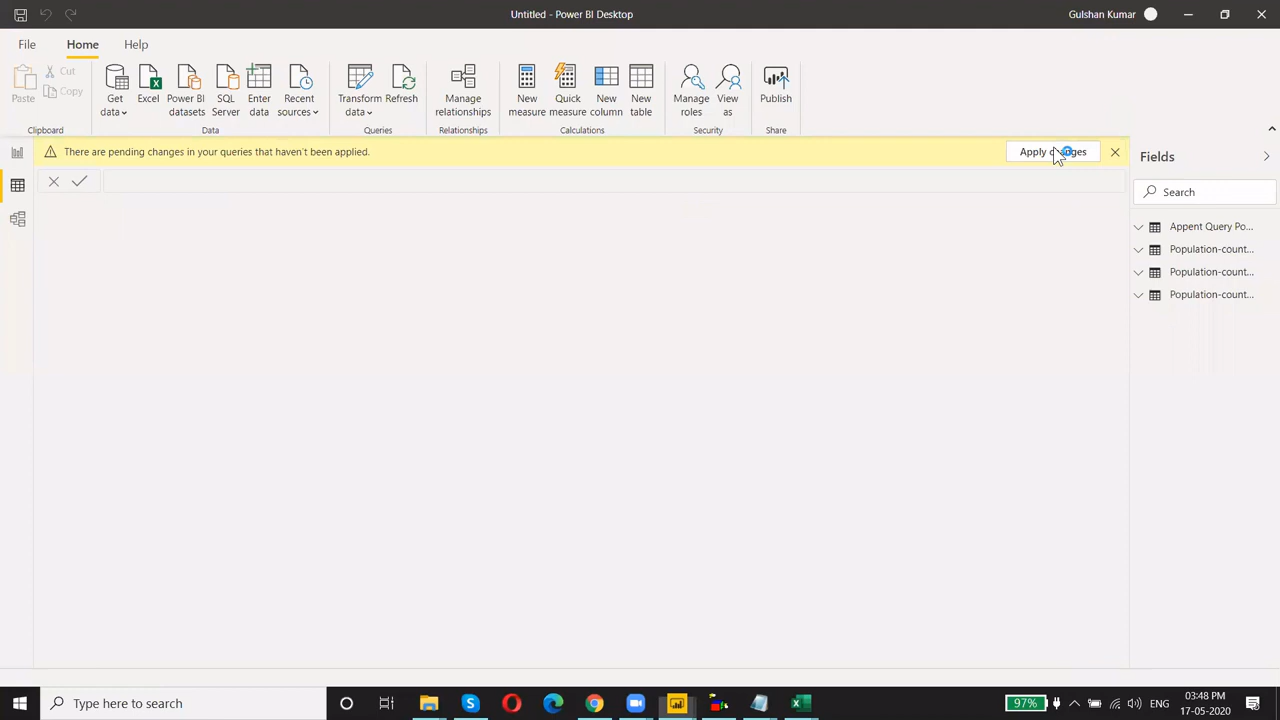 Untitled - Power BI Desktop
Gulshan Kumar
File
Home
Help
Paste
Cut
Copy
Clipboard
Get data
Excel
Power BI datasets
SQL Server
Enter data
Recent sources
Data
Transform data
Refresh
Queries
Manage relationships
Relationships
New measure
Quick measure
New column
New table
Calculations
Manage roles
View as
Security
Publish
Share
There are pending changes in your queries that haven't been applied.
Apply changes
Fields
Search
Appent Query Po...
Population-count...
Population-count...
Population-count...
Type here to search
97%
ENG
03:48 PM
17-05-2020